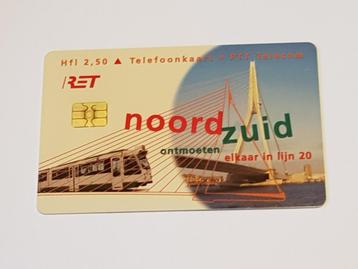 Hfl 2,50 ▲ Telefoonkaart • PTT Telecom
RET
noord zuid
ontmoeten elkaar in lijn 20